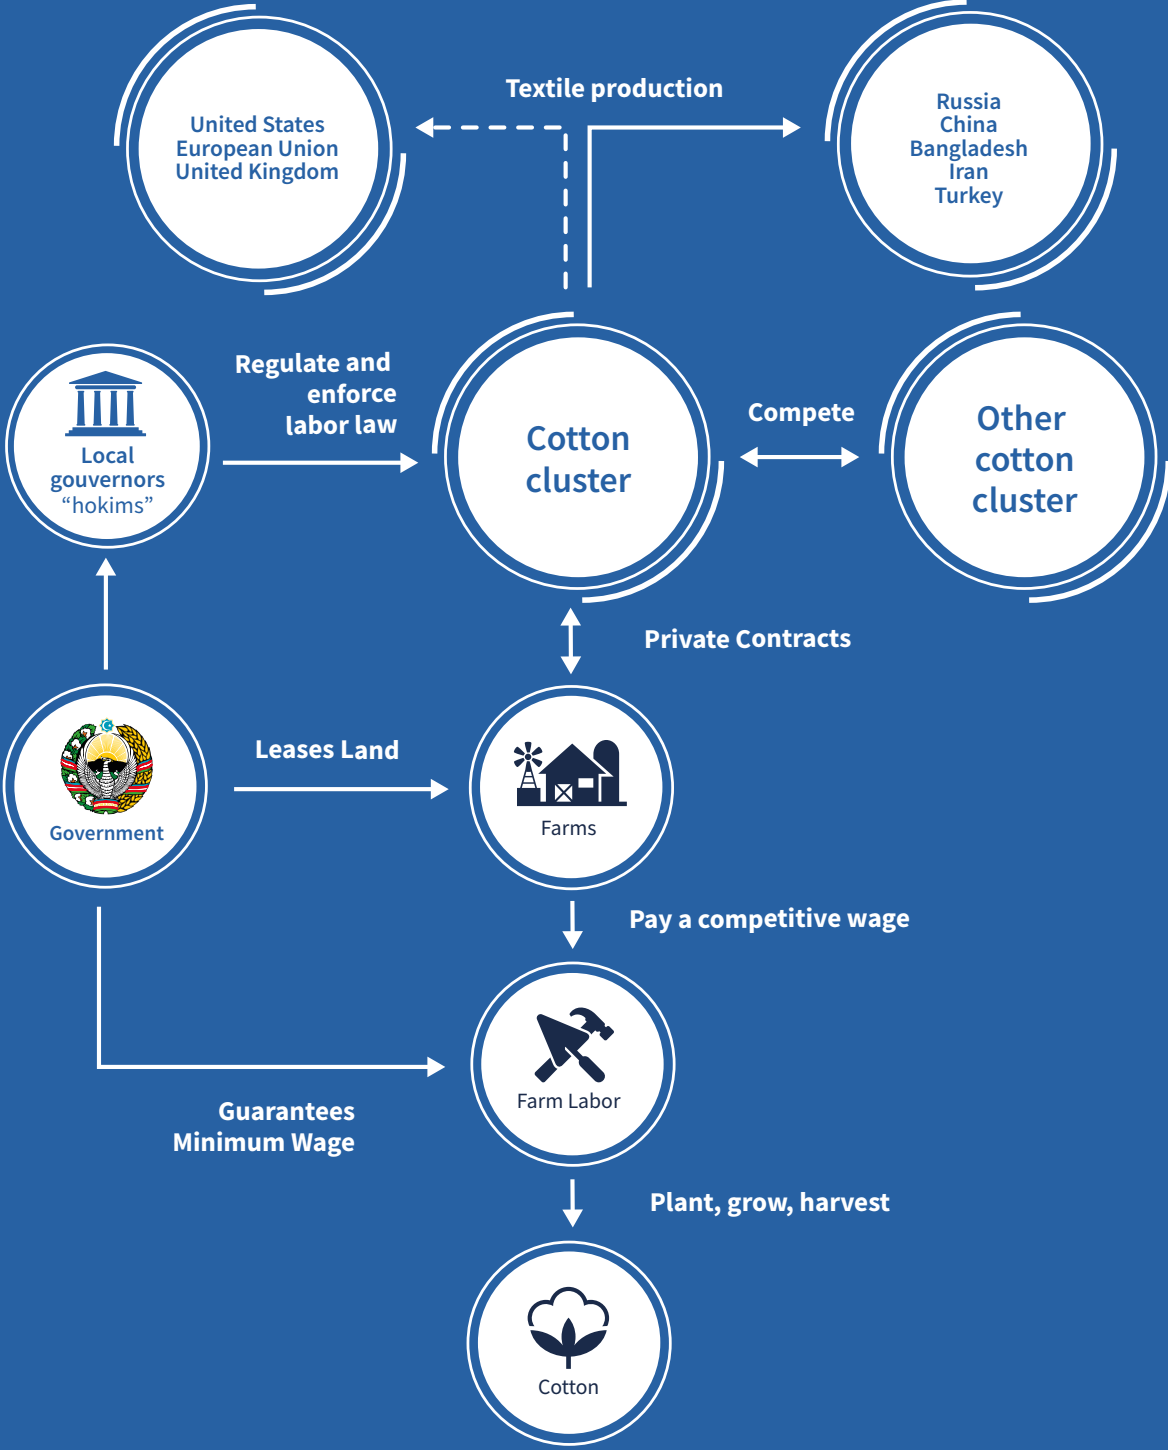 Textile production
United States
European Union
United Kingdom
Russia
China
Bangladesh
Iran
Turkey
Regulate and
enforce
labor law
Local
gouvernors
“hokims”
Cotton
cluster
Compete
Other
cotton
cluster
Private Contracts
Government
Leases Land
Farms
Pay a competitive wage
Farm Labor
Guarantees
Minimum Wage
Plant, grow, harvest
Cotton